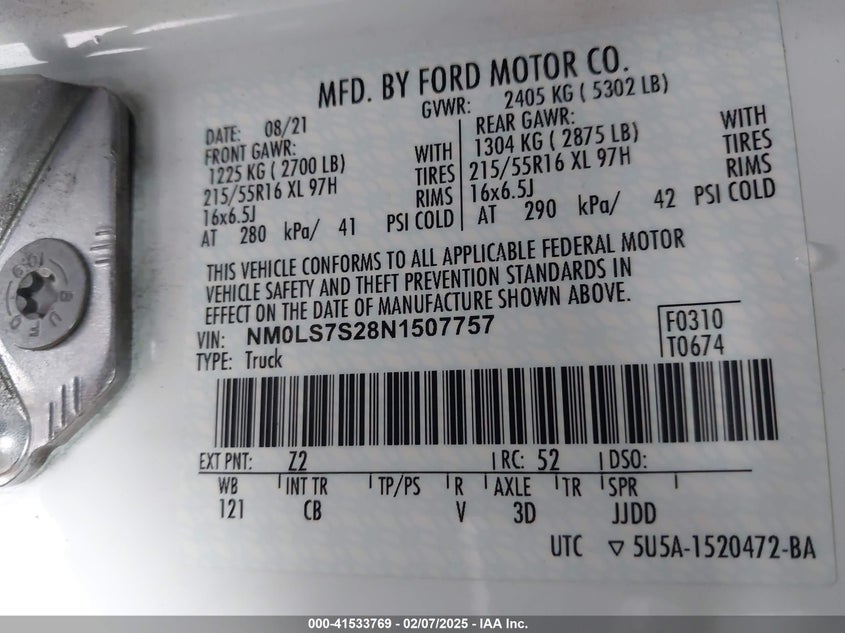 MFD. BY FORD MOTOR CO.
DATE: 08/21 GVWR: 2405 KG ( 5302 LB)
FRONT GAWR: REAR GAWR:
1225 KG ( 2700 LB) WITH 1304 KG ( 2875 LB) WITH
215/55R16 XL 97H TIRES 215/55R16 XL 97H TIRES
16x6.5J RIMS 16x6.5J RIMS
AT 280 kPa/ 41 PSI COLD AT 290 kPa/ 42 PSI COLD
THIS VEHICLE CONFORMS TO ALL APPLICABLE FEDERAL MOTOR
VEHICLE SAFETY AND THEFT PREVENTION STANDARDS IN
EFFECT ON THE DATE OF MANUFACTURE SHOWN ABOVE.
VIN: NM0LS7S28N1507757 F0310
TYPE: Truck T0674
EXT PNT: Z2 RC: 52 DSO:
WB INT TR TP/PS R AXLE TR SPR
121 CB V 3D JJDD
UTC ▽ 5U5A-1520472-BA
10.9
000-41533769 - 02/07/2025 - IAA Inc.